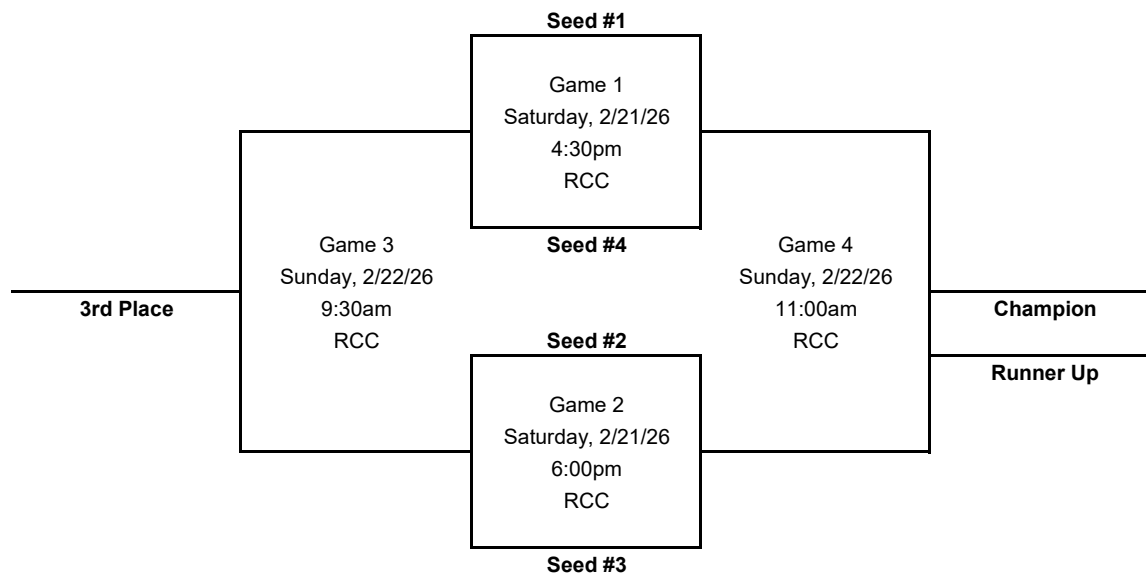 Seed #1
Game 1
Saturday, 2/21/26
4:30pm
RCC
Seed #4
Game 3
Sunday, 2/22/26
9:30am
RCC
3rd Place
Game 4
Sunday, 2/22/26
11:00am
RCC
Champion
Runner Up
Seed #2
Game 2
Saturday, 2/21/26
6:00pm
RCC
Seed #3